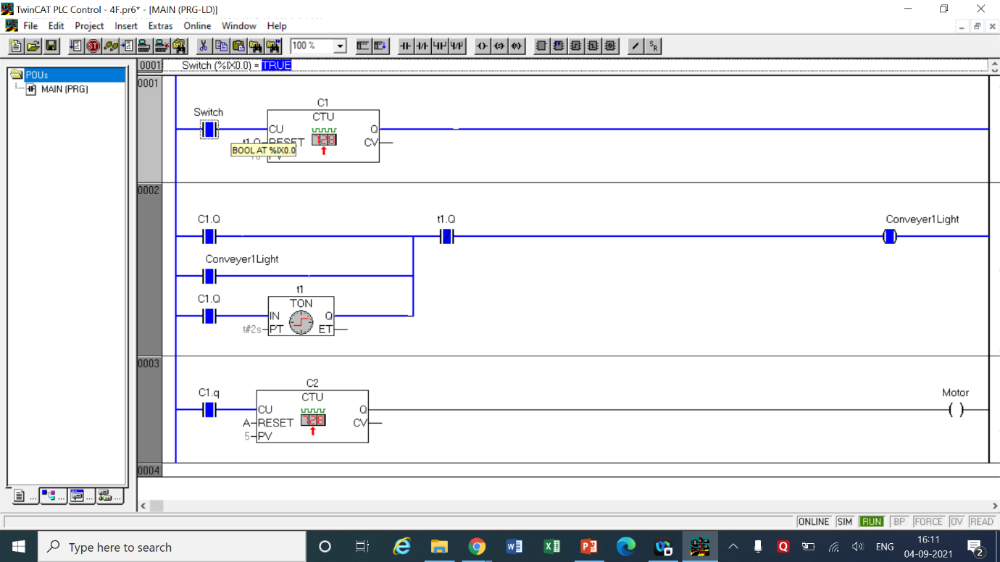 TwinCAT PLC Control - 4F.pr6* - [MAIN (PRG-LD)]
File Edit Project Insert Extras Online Window Help
100 %
POUs
MAIN (PRG)
0001 Switch (%IX0.0) = TRUE
0001
C1
Switch CTU
CU Q
t1.Q RESET CV
BOOL AT %IX0.0
PV
0002
C1.Q t1.Q Conveyer1Light
Conveyer1Light
C1.Q t1
TON
IN Q
t#2s PT ET
0003
C2
C1.q CTU Motor
CU Q
A RESET CV
5 PV
0004
ONLINE SIM RUN BP FORCE OV READ
Type here to search
ENG
16:11
04-09-2021
2